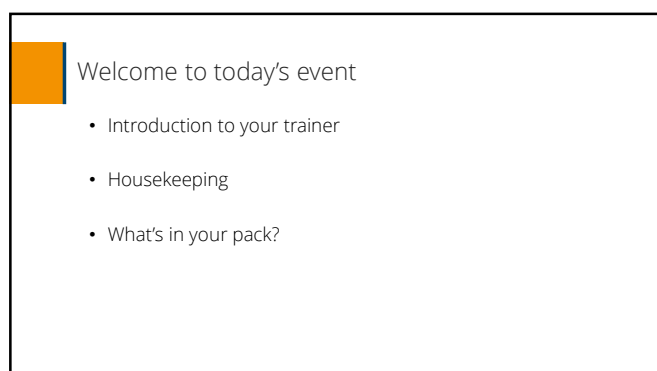 Welcome to today’s event
• Introduction to your trainer
• Housekeeping
• What’s in your pack?